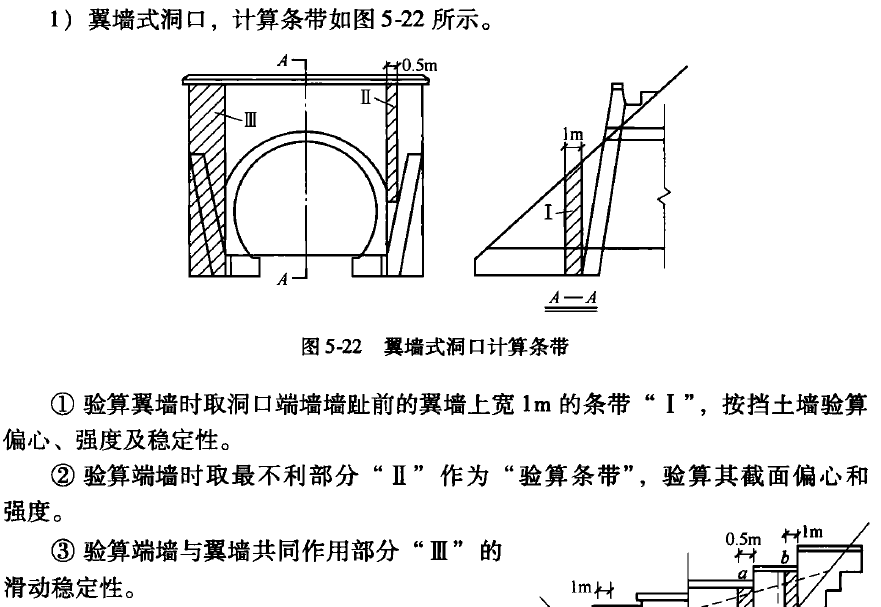 1）翼墙式洞口，计算条带如图 5-22 所示。
A
0.5m
Ⅱ
Ⅲ
A
1m
Ⅰ
A—A
图 5-22 翼墙式洞口计算条带
① 验算翼墙时取洞口端墙墙趾前的翼墙上宽 1m 的条带“Ⅰ”，按挡土墙验算
偏心、强度及稳定性。
② 验算端墙时取最不利部分“Ⅱ”作为“验算条带”，验算其截面偏心和
强度。
③ 验算端墙与翼墙共同作用部分“Ⅲ”的
滑动稳定性。
0.5m
1m
a
b
1m